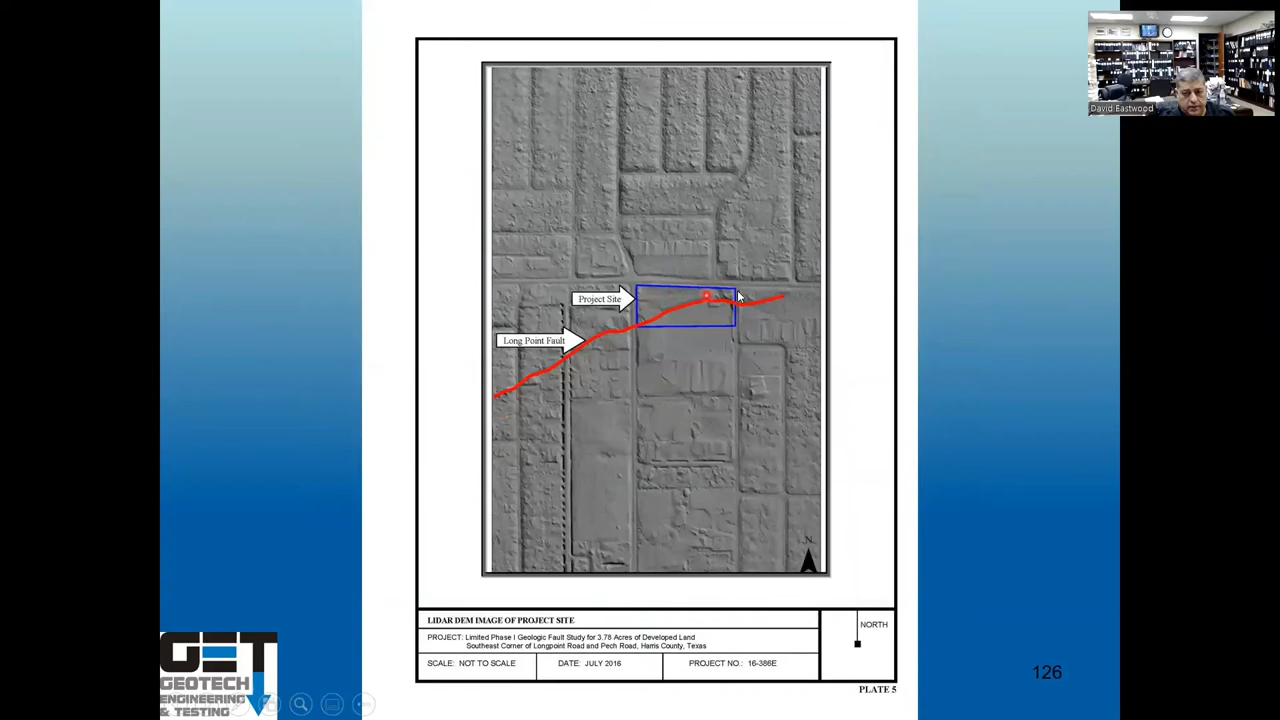 David Eastwood
Project Site
Long Point Fault
N
LIDAR DEM IMAGE OF PROJECT SITE
PROJECT: Limited Phase I Geologic Fault Study for 3.78 Acres of Developed Land
Southeast Corner of Longpoint Road and Pech Road, Harris County, Texas
SCALE: NOT TO SCALE
DATE: JULY 2016
PROJECT NO.: 16-386E
NORTH
PLATE 5
126
GET
GEOTECH
ENGINEERING
& TESTING